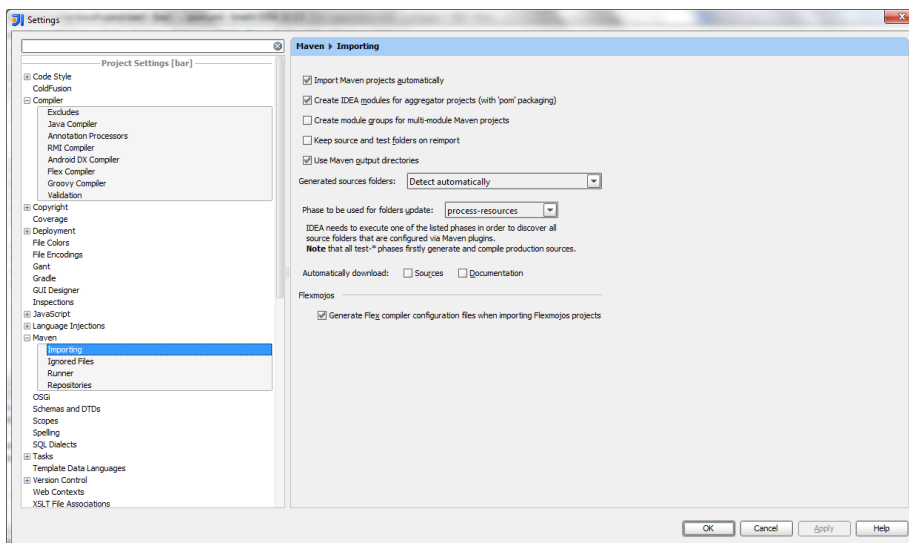 Settings
Project Settings [bar]
Code Style
ColdFusion
Compiler
Excludes
Java Compiler
Annotation Processors
RMI Compiler
Android DX Compiler
Flex Compiler
Groovy Compiler
Validation
Copyright
Coverage
Deployment
File Colors
File Encodings
Gant
Gradle
GUI Designer
Inspections
JavaScript
Language Injections
Maven
Importing
Ignored Files
Runner
Repositories
OSGi
Schemas and DTDs
Scopes
Spelling
SQL Dialects
Tasks
Template Data Languages
Version Control
Web Contexts
XSLT File Associations
Maven › Importing
Import Maven projects automatically
Create IDEA modules for aggregator projects (with 'pom' packaging)
Create module groups for multi-module Maven projects
Keep source and test folders on reimport
Use Maven output directories
Generated sources folders: Detect automatically
Phase to be used for folders update: process-resources
IDEA needs to execute one of the listed phases in order to discover all
source folders that are configured via Maven plugins.
Note that all test-* phases firstly generate and compile production sources.
Automatically download: Sources Documentation
Flexmojos
Generate Flex compiler configuration files when importing Flexmojos projects
OK Cancel Apply Help